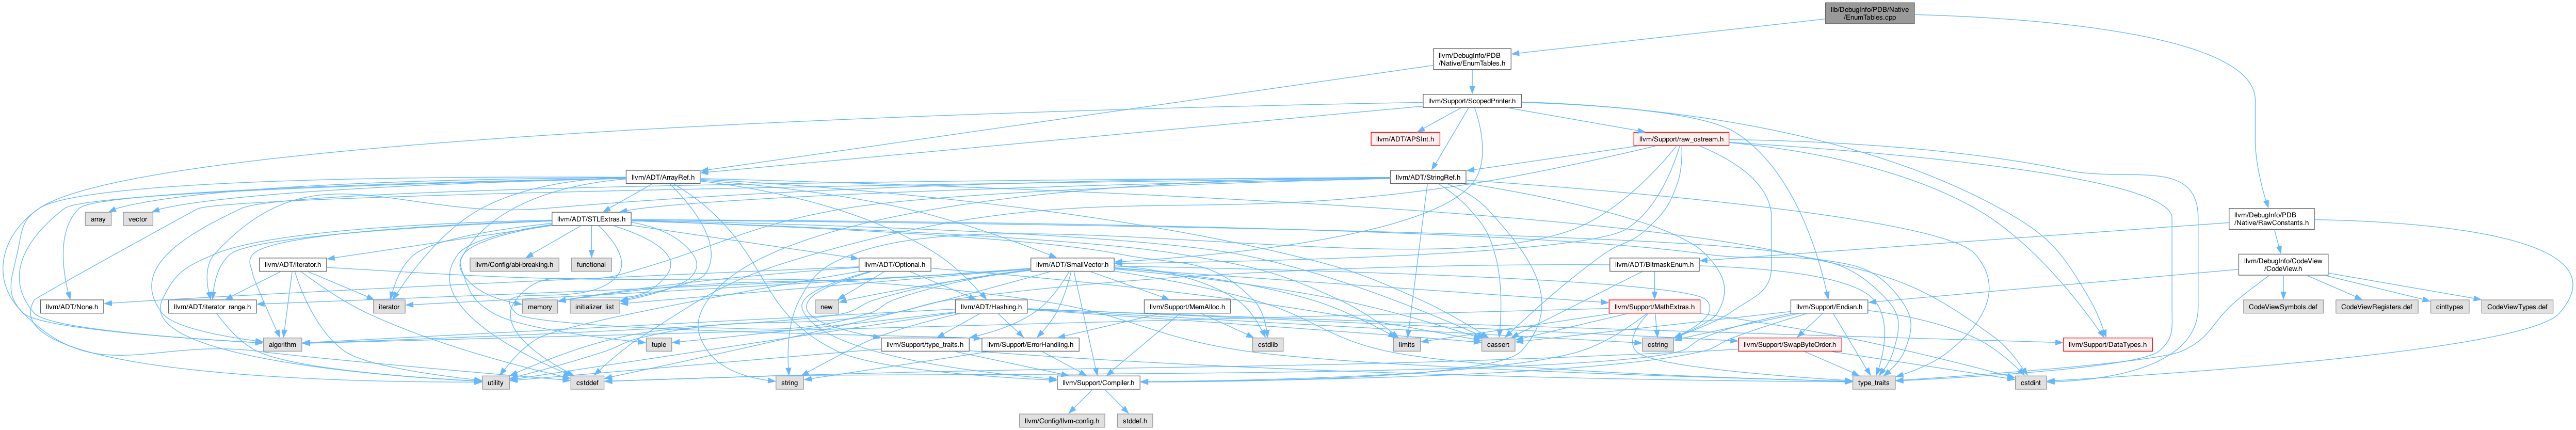 lib/DebugInfo/PDB/Native
/EnumTables.cpp
llvm/DebugInfo/PDB
/Native/EnumTables.h
llvm/Support/ScopedPrinter.h
llvm/ADT/APSInt.h
llvm/Support/raw_ostream.h
llvm/ADT/ArrayRef.h
llvm/ADT/StringRef.h
array
vector
llvm/ADT/STLExtras.h
llvm/DebugInfo/PDB
/Native/RawConstants.h
llvm/ADT/iterator.h
llvm/Config/abi-breaking.h
functional
llvm/ADT/Optional.h
llvm/ADT/SmallVector.h
llvm/ADT/BitmaskEnum.h
llvm/DebugInfo/CodeView
/CodeView.h
llvm/ADT/None.h
llvm/ADT/iterator_range.h
iterator
memory
initializer_list
new
llvm/ADT/Hashing.h
llvm/Support/MemAlloc.h
llvm/Support/MathExtras.h
llvm/Support/Endian.h
CodeViewSymbols.def
CodeViewRegisters.def
cinttypes
CodeViewTypes.def
algorithm
tuple
llvm/Support/type_traits.h
llvm/Support/ErrorHandling.h
cstdlib
limits
cassert
cstring
llvm/Support/SwapByteOrder.h
llvm/Support/DataTypes.h
utility
cstddef
string
llvm/Support/Compiler.h
type_traits
cstdint
llvm/Config/llvm-config.h
stddef.h